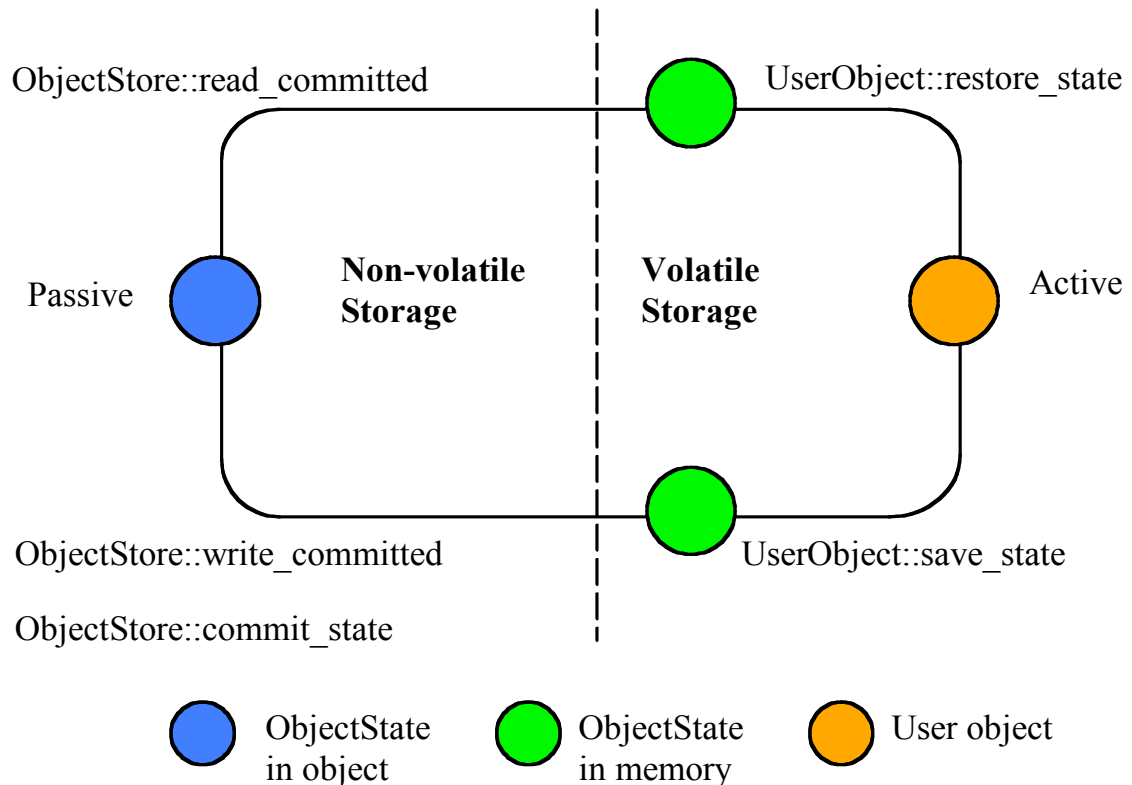 ObjectStore::read_committed
UserObject::restore_state
Passive
Non-volatile
Storage
Volatile
Storage
Active
ObjectStore::write_committed
UserObject::save_state
ObjectStore::commit_state
ObjectState
in object
ObjectState
in memory
User object